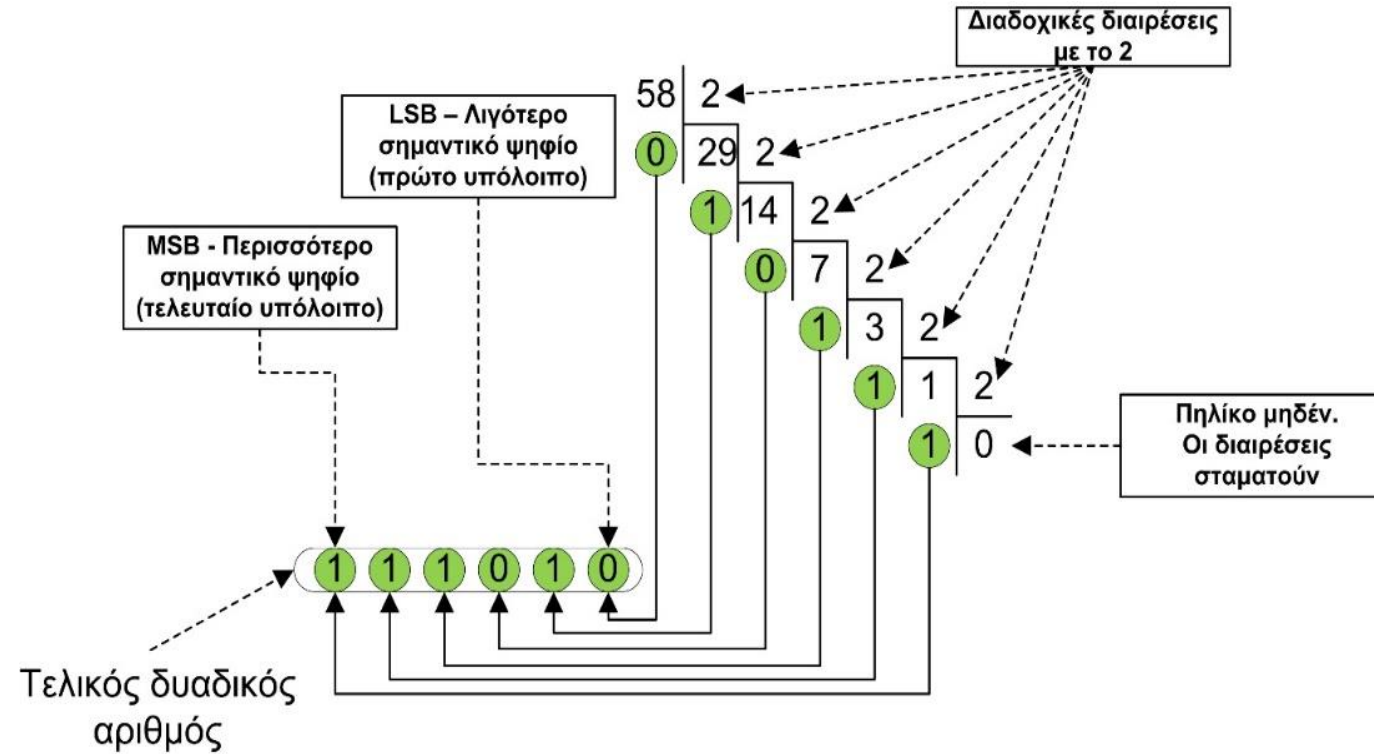 Διαδοχικές διαιρέσεις
με το 2
58 2
LSB – Λιγότερο
σημαντικό ψηφίο
(πρώτο υπόλοιπο)
0 29 2
1 14 2
MSB - Περισσότερο
σημαντικό ψηφίο
(τελευταίο υπόλοιπο)
0 7 2
1 3 2
1 1 2
1 0
Πηλίκο μηδέν.
Οι διαιρέσεις
σταματούν
1 1 1 0 1 0
Τελικός δυαδικός
αριθμός